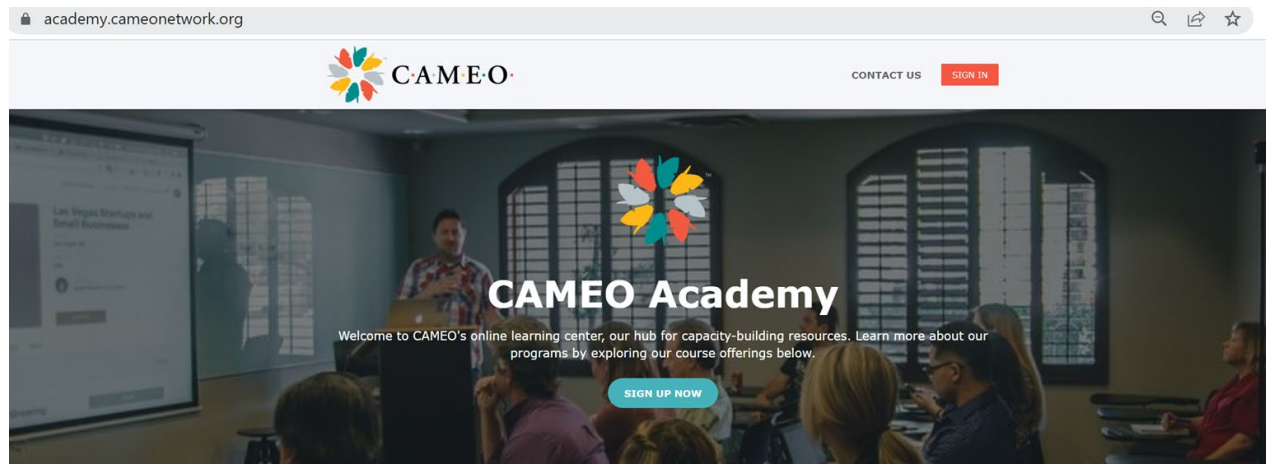 academy.cameonetwork.org
C·A·M·E·O·
CONTACT US
SIGN IN
Las Vegas Startups and
Small Businesses
TM
CAMEO Academy
Welcome to CAMEO's online learning center, our hub for capacity-building resources. Learn more about our
programs by exploring our course offerings below.
SIGN UP NOW